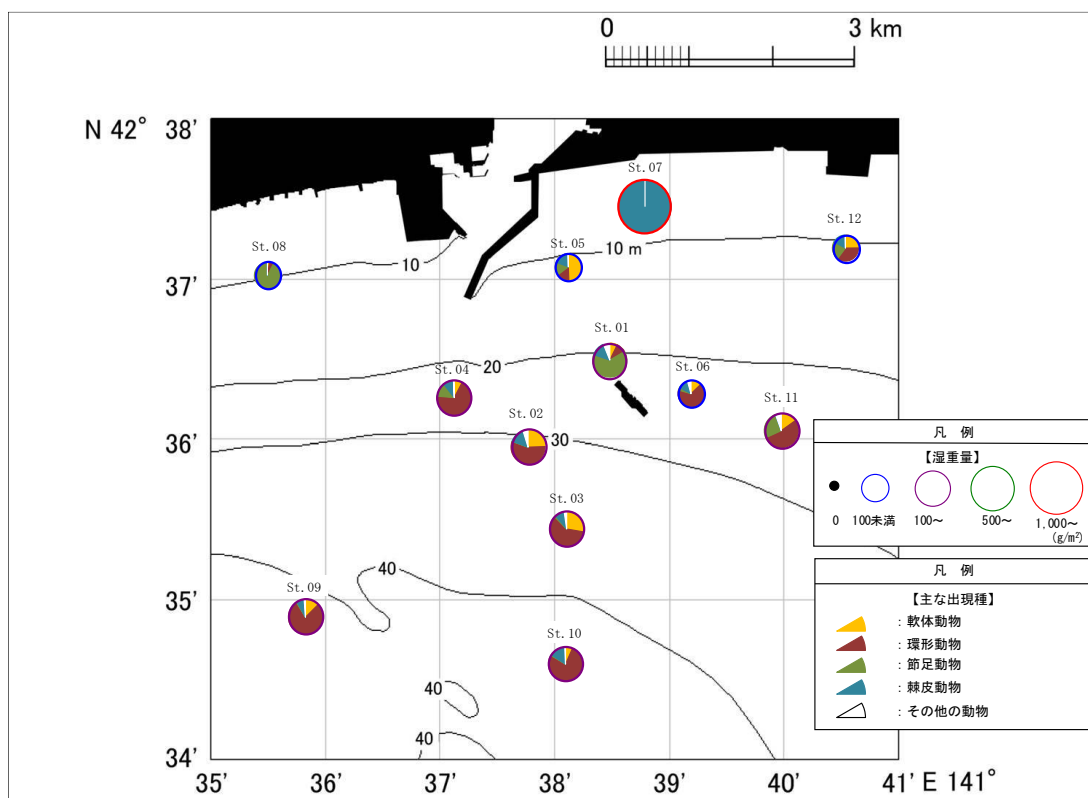 0 3 km
N 42° 38'
St.07
St.12
St.08
St.05
10 m
10
37'
St.01
20
St.04
St.06
St.11
St.02
36'
30
凡 例
【湿重量】
0 100未満 100～ 500～ 1,000～
(g/m²)
St.03
40
St.09
35'
St.10
凡 例
【主な出現種】
：軟体動物
：環形動物
：節足動物
：棘皮動物
：その他の動物
40
40
34'
35' 36' 37' 38' 39' 40' 41' E 141°